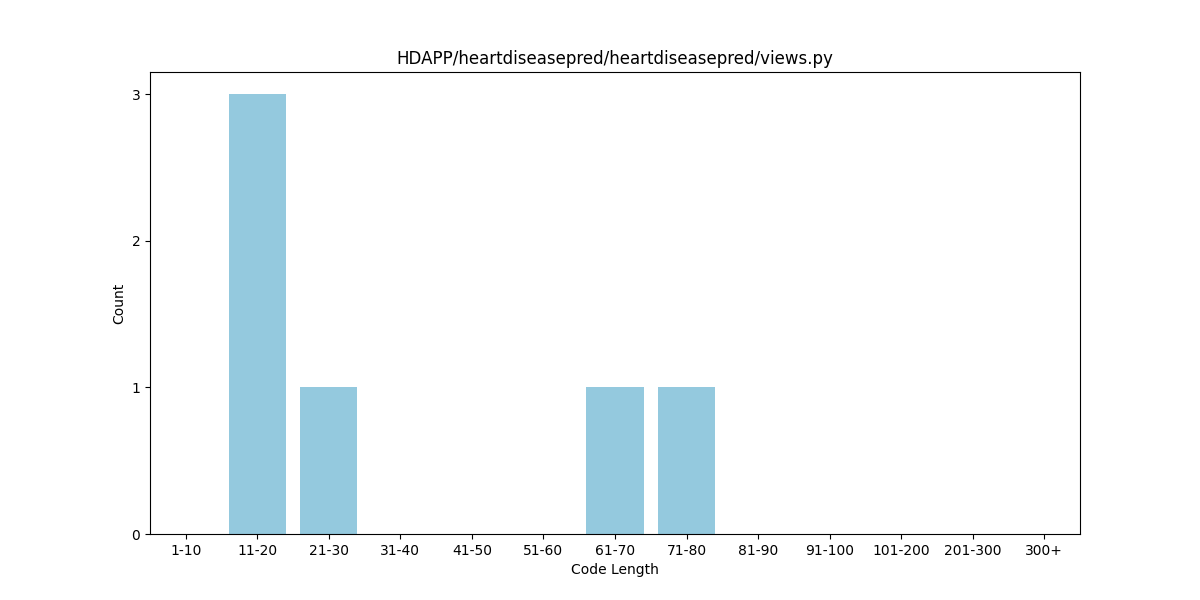 HDAPP/heartdiseasepred/heartdiseasepred/views.py
3
2
1
0
Count
1-10 11-20 21-30 31-40 41-50 51-60 61-70 71-80 81-90 91-100 101-200 201-300 300+
Code Length